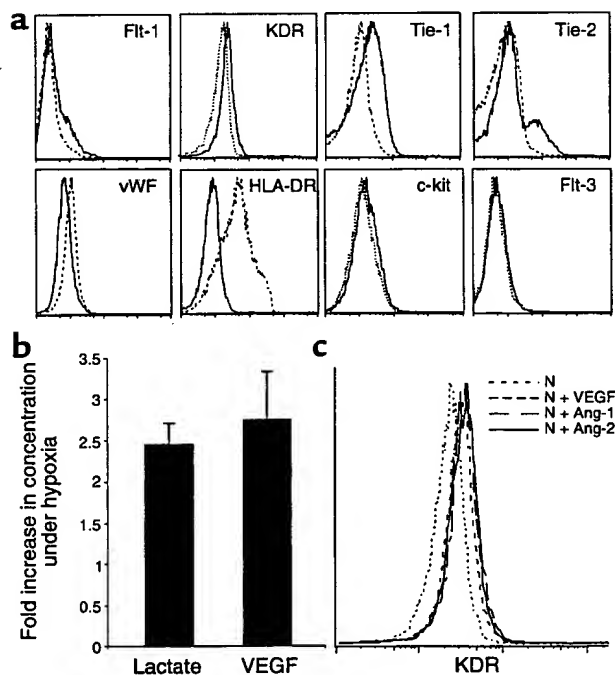 a
Flt-1
KDR
Tie-1
Tie-2
vWF
HLA-DR
c-kit
Flt-3
b
Fold increase in concentration
under hypoxia
3.5
3
2.5
2
1.5
1
0.5
0
Lactate
VEGF
c
N
N + VEGF
N + Ang-1
N + Ang-2
KDR